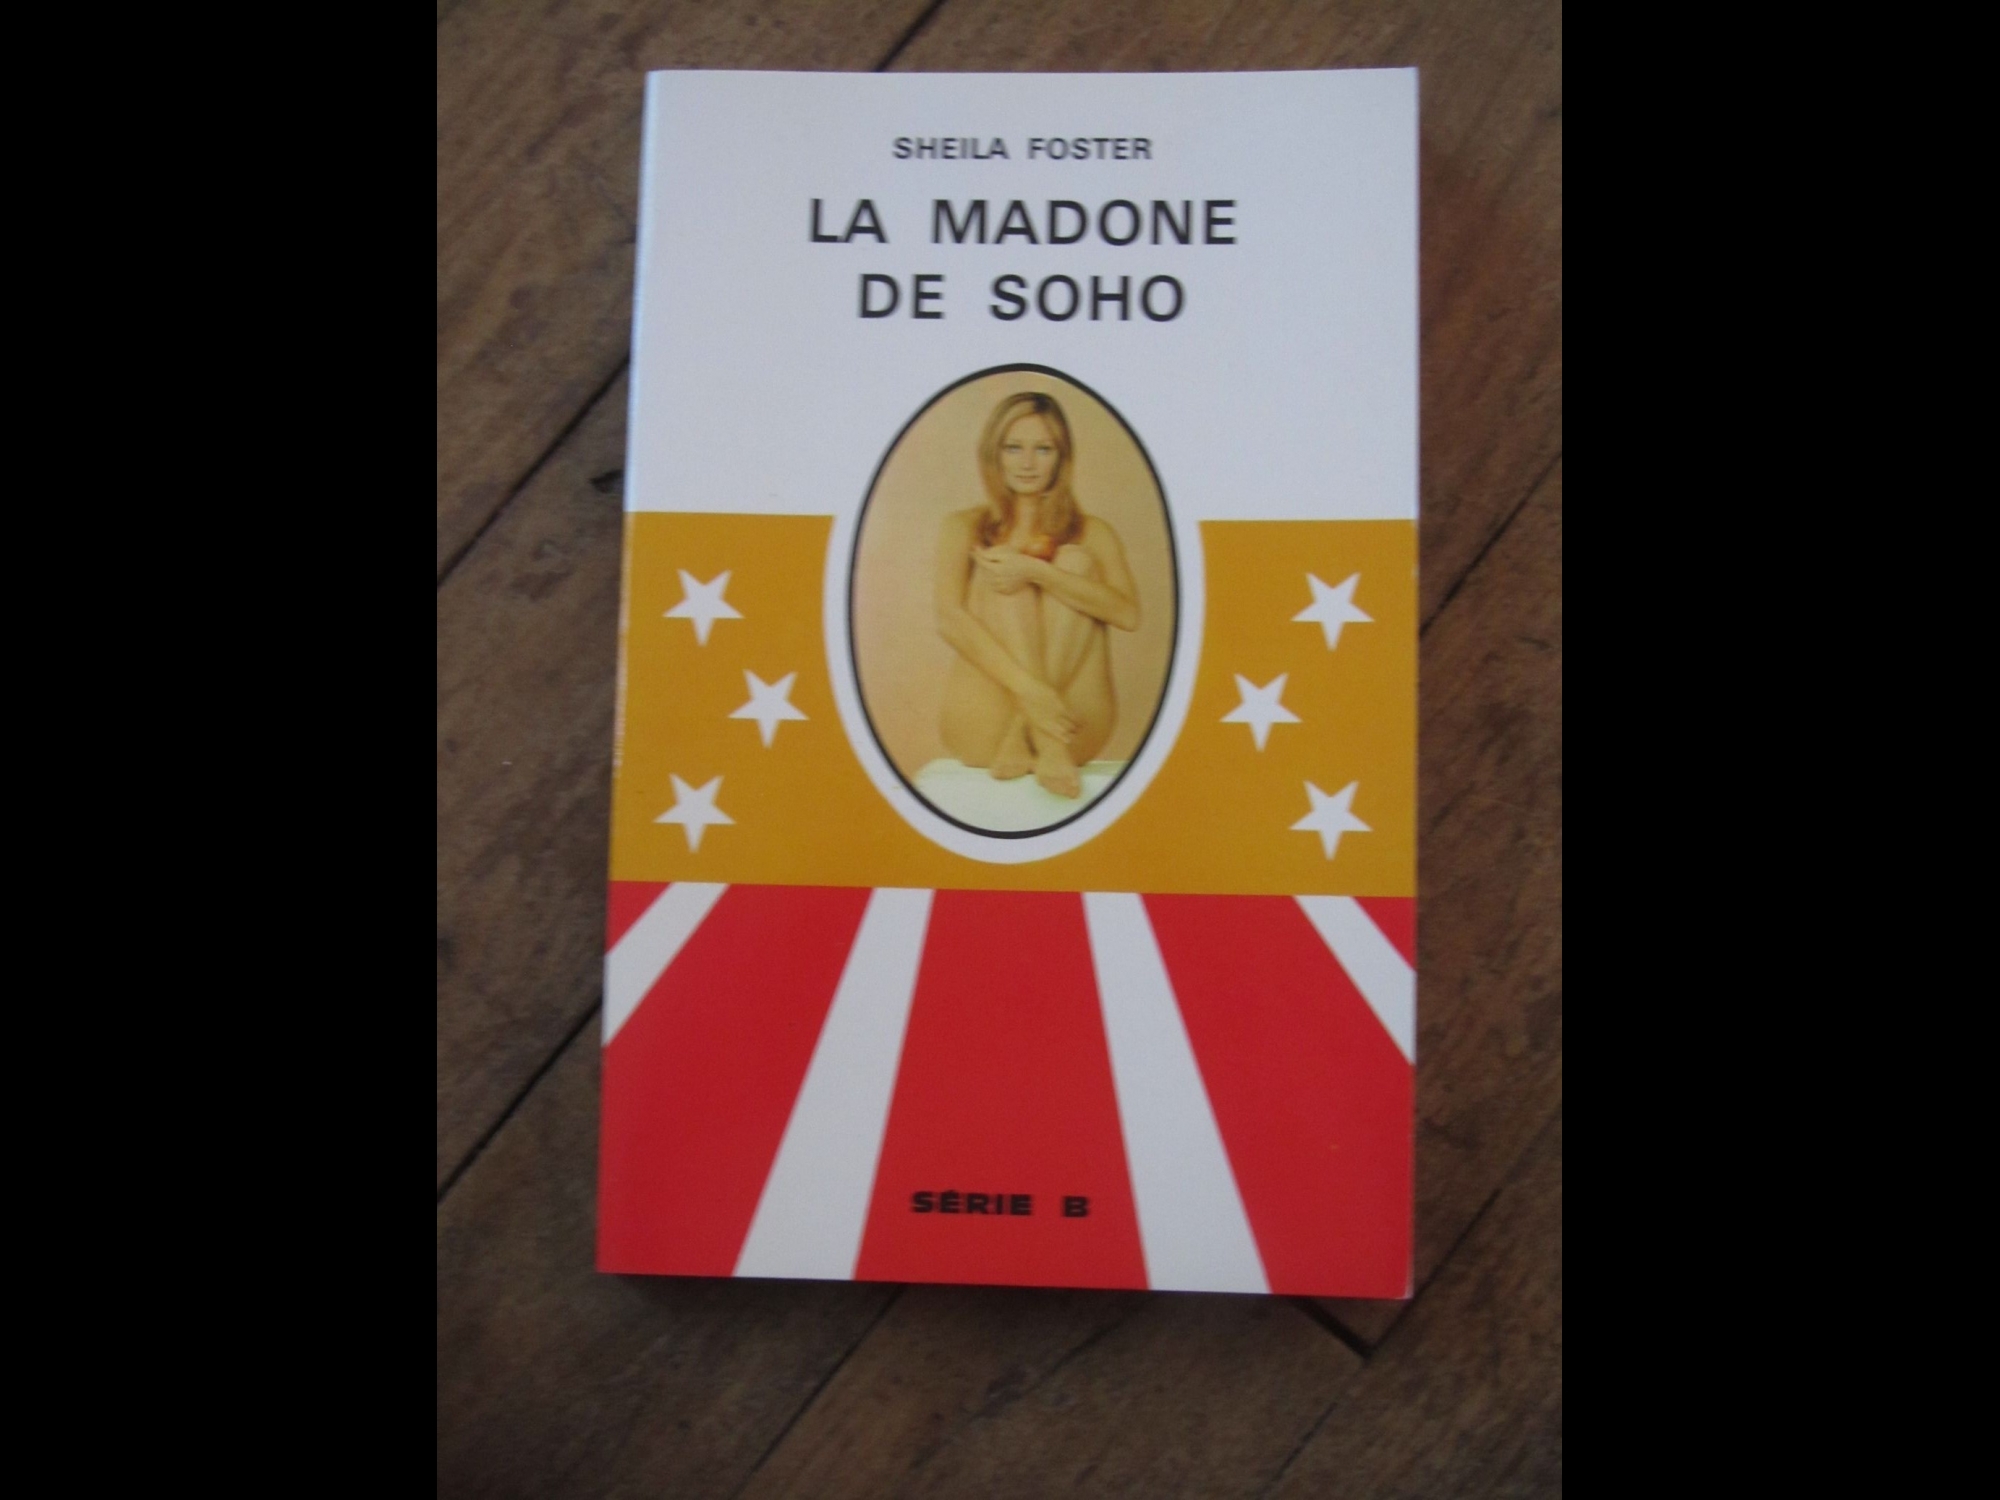 SHEILA FOSTER
LA MADONE
DE SOHO
SÉRIE B